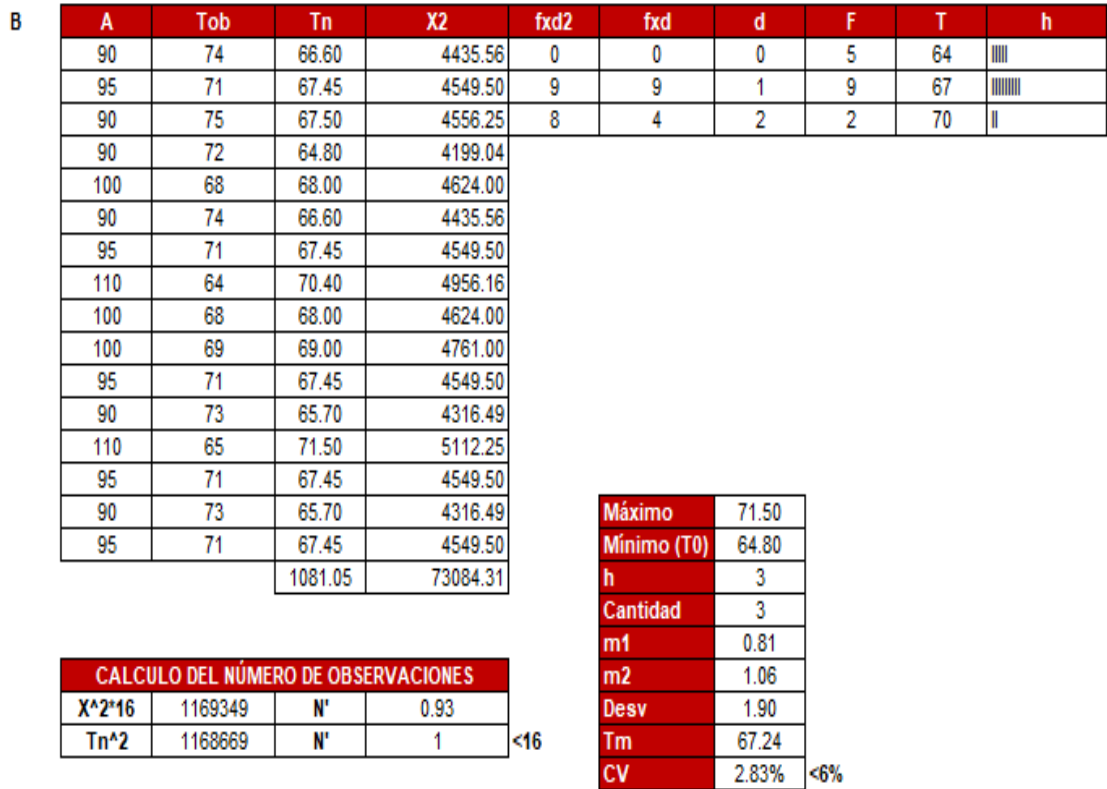 B A Tob Tn X2 fxd2 fxd d F T h
90 74 66.60 4435.56 0 0 0 5 64 |||||
95 71 67.45 4549.50 9 9 1 9 67 |||||||||
90 75 67.50 4556.25 8 4 2 2 70 ||
90 72 64.80 4199.04
100 68 68.00 4624.00
90 74 66.60 4435.56
95 71 67.45 4549.50
110 64 70.40 4956.16
100 68 68.00 4624.00
100 69 69.00 4761.00
95 71 67.45 4549.50
90 73 65.70 4316.49
110 65 71.50 5112.25
95 71 67.45 4549.50
90 73 65.70 4316.49
95 71 67.45 4549.50
1081.05 73084.31
CALCULO DEL NÚMERO DE OBSERVACIONES
X^2*16 1169349 N' 0.93
Tn^2 1168669 N' 1 <16
Máximo 71.50
Mínimo (T0) 64.80
h 3
Cantidad 3
m1 0.81
m2 1.06
Desv 1.90
Tm 67.24
CV 2.83% <6%